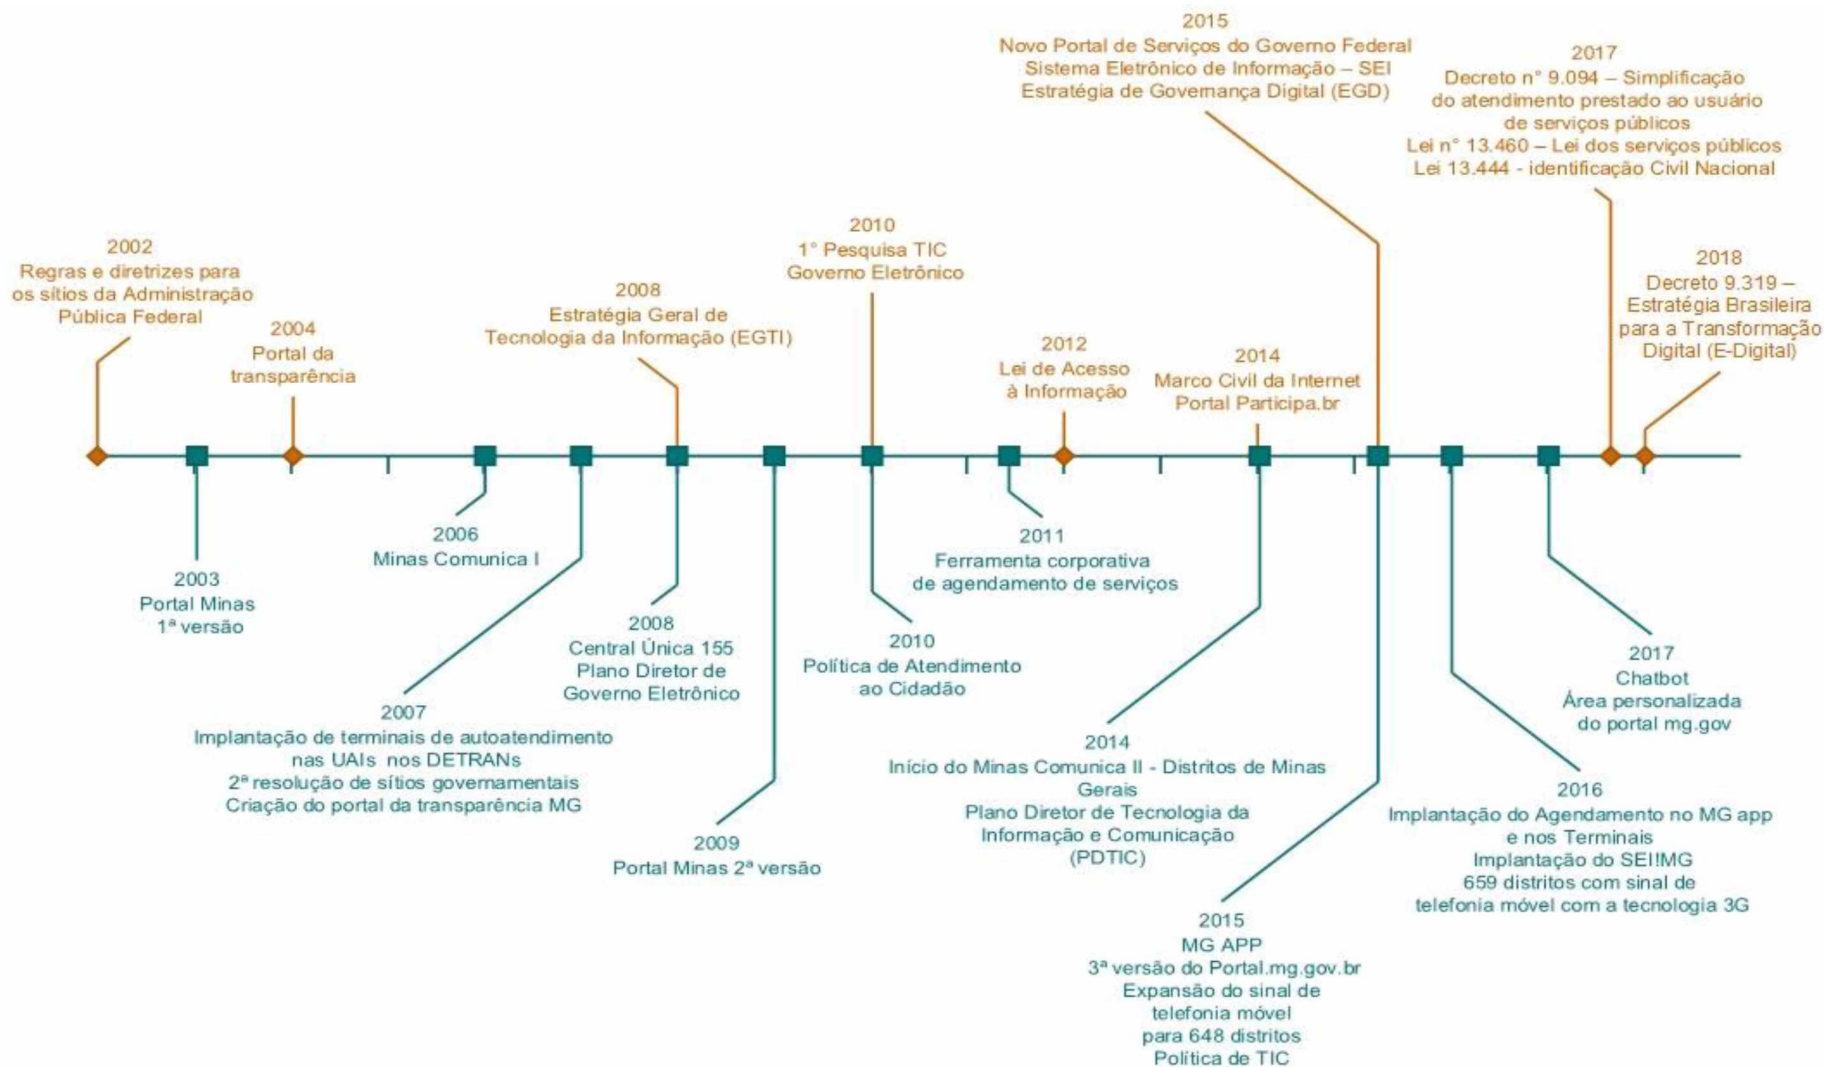 2002
Regras e diretrizes para
os sítios da Administração
Pública Federal
2004
Portal da
transparência
2008
Estratégia Geral de
Tecnologia da Informação (EGTI)
2010
1° Pesquisa TIC
Governo Eletrônico
2012
Lei de Acesso
à Informação
2014
Marco Civil da Internet
Portal Participa.br
2015
Novo Portal de Serviços do Governo Federal
Sistema Eletrônico de Informação – SEI
Estratégia de Governança Digital (EGD)
2017
Decreto n° 9.094 – Simplificação
do atendimento prestado ao usuário
de serviços públicos
Lei n° 13.460 – Lei dos serviços públicos
Lei 13.444 - identificação Civil Nacional
2018
Decreto 9.319 –
Estratégia Brasileira
para a Transformação
Digital (E-Digital)
2003
Portal Minas
1ª versão
2006
Minas Comunica I
2007
Implantação de terminais de autoatendimento
nas UAIs nos DETRANs
2ª resolução de sítios governamentais
Criação do portal da transparência MG
2008
Central Única 155
Plano Diretor de
Governo Eletrônico
2009
Portal Minas 2ª versão
2010
Política de Atendimento
ao Cidadão
2011
Ferramenta corporativa
de agendamento de serviços
2014
Início do Minas Comunica II - Distritos de Minas
Gerais
Plano Diretor de Tecnologia da
Informação e Comunicação
(PDTIC)
2015
MG APP
3ª versão do Portal.mg.gov.br
Expansão do sinal de
telefonia móvel
para 648 distritos
Política de TIC
2016
Implantação do Agendamento no MG app
e nos Terminais
Implantação do SEI!MG
659 distritos com sinal de
telefonia móvel com a tecnologia 3G
2017
Chatbot
Área personalizada
do portal mg.gov